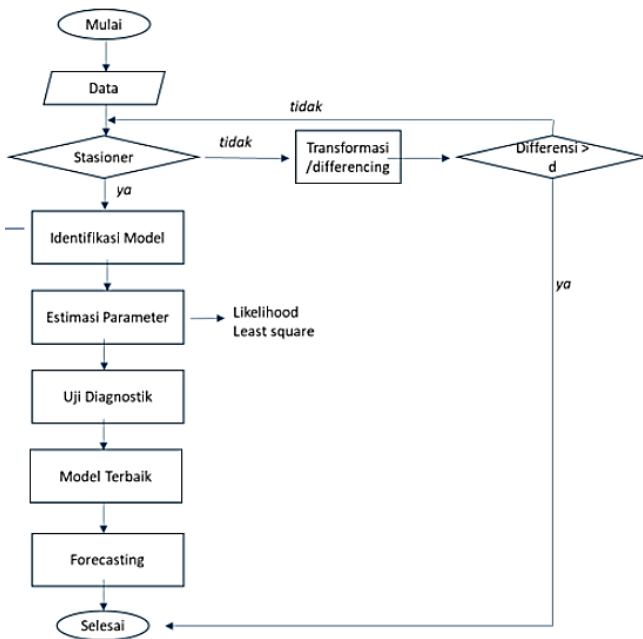 Mulai
Data
tidak
Stasioner
tidak
Transformasi
/differencing
Differensi >
d
ya
Identifikasi Model
ya
Estimasi Parameter
Likelihood
Least square
Uji Diagnostik
Model Terbaik
Forecasting
Selesai